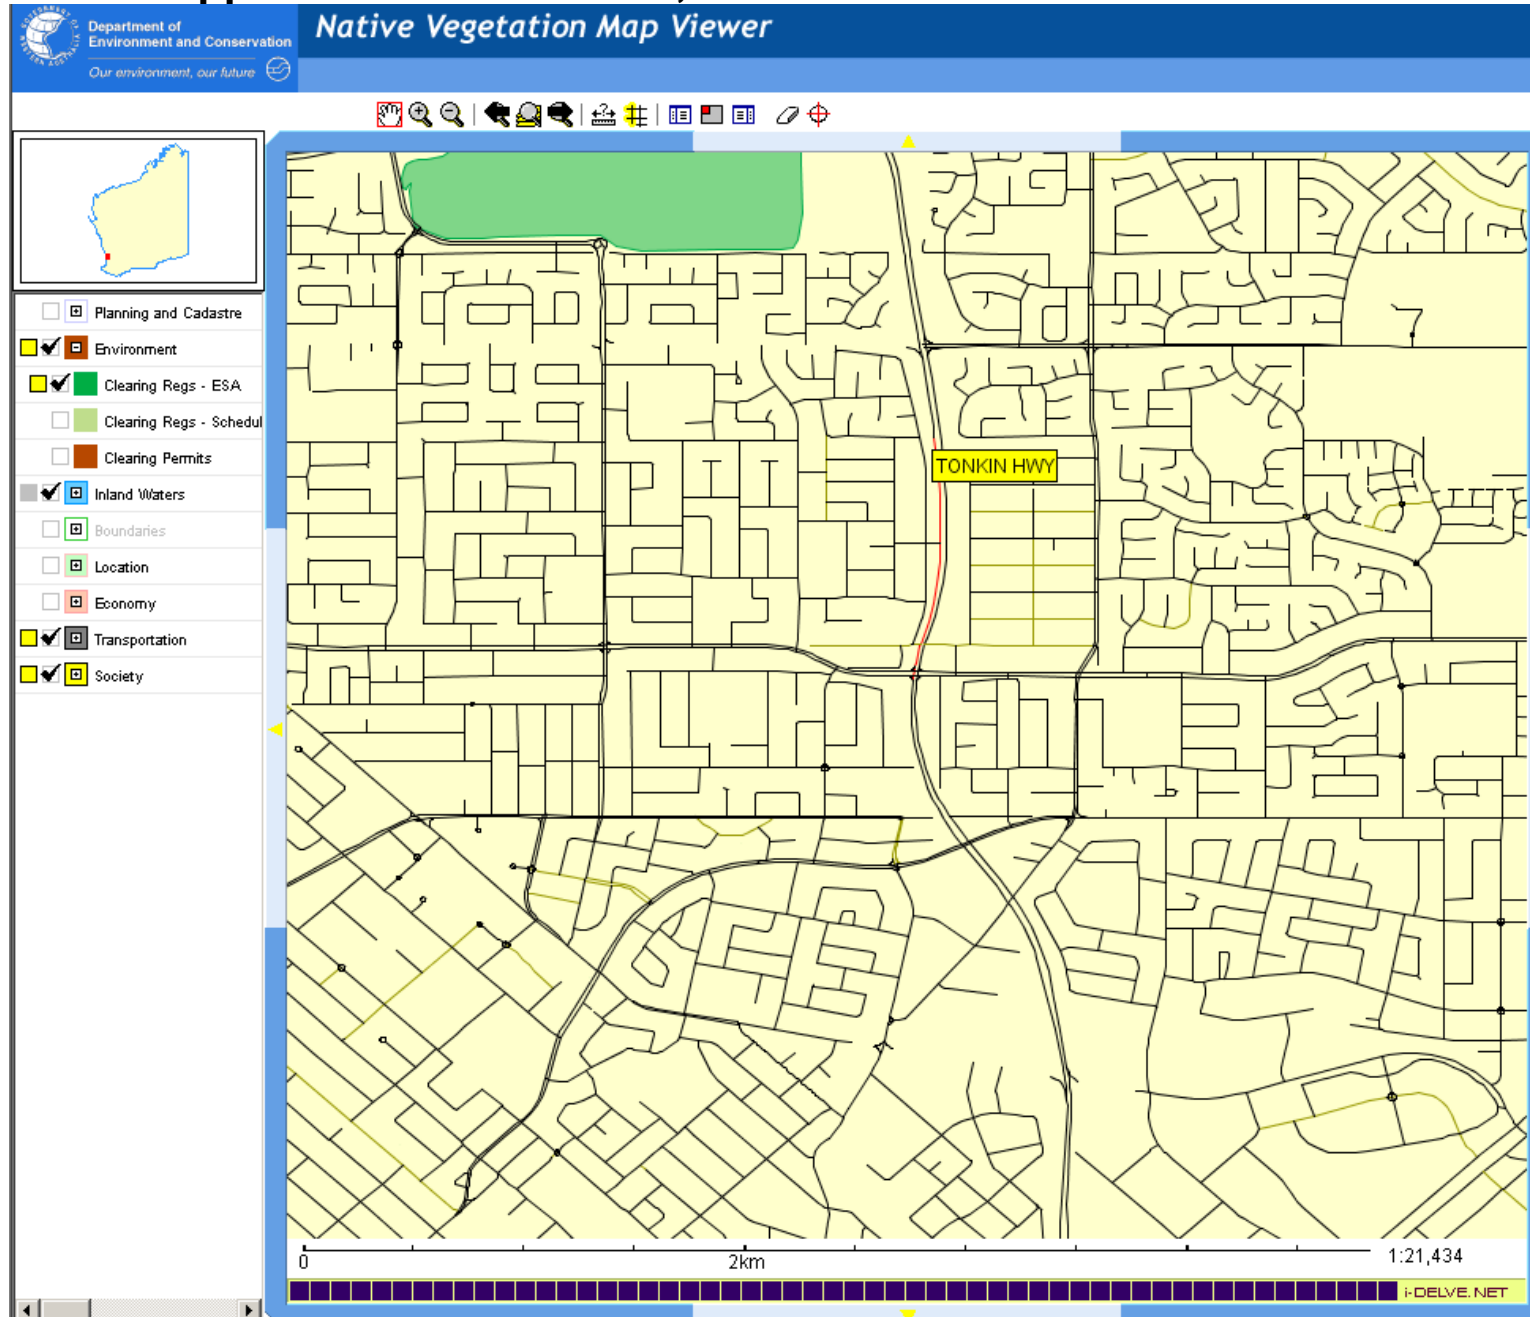 Department of
Environment and Conservation
Our environment, our future
Native Vegetation Map Viewer
Planning and Cadastre
Environment
Clearing Regs - ESA
Clearing Regs - Schedul
Clearing Permits
Inland Waters
Boundaries
Location
Economy
Transportation
Society
TONKIN HWY
0
2km
1:21,434
i-DELVE.NET